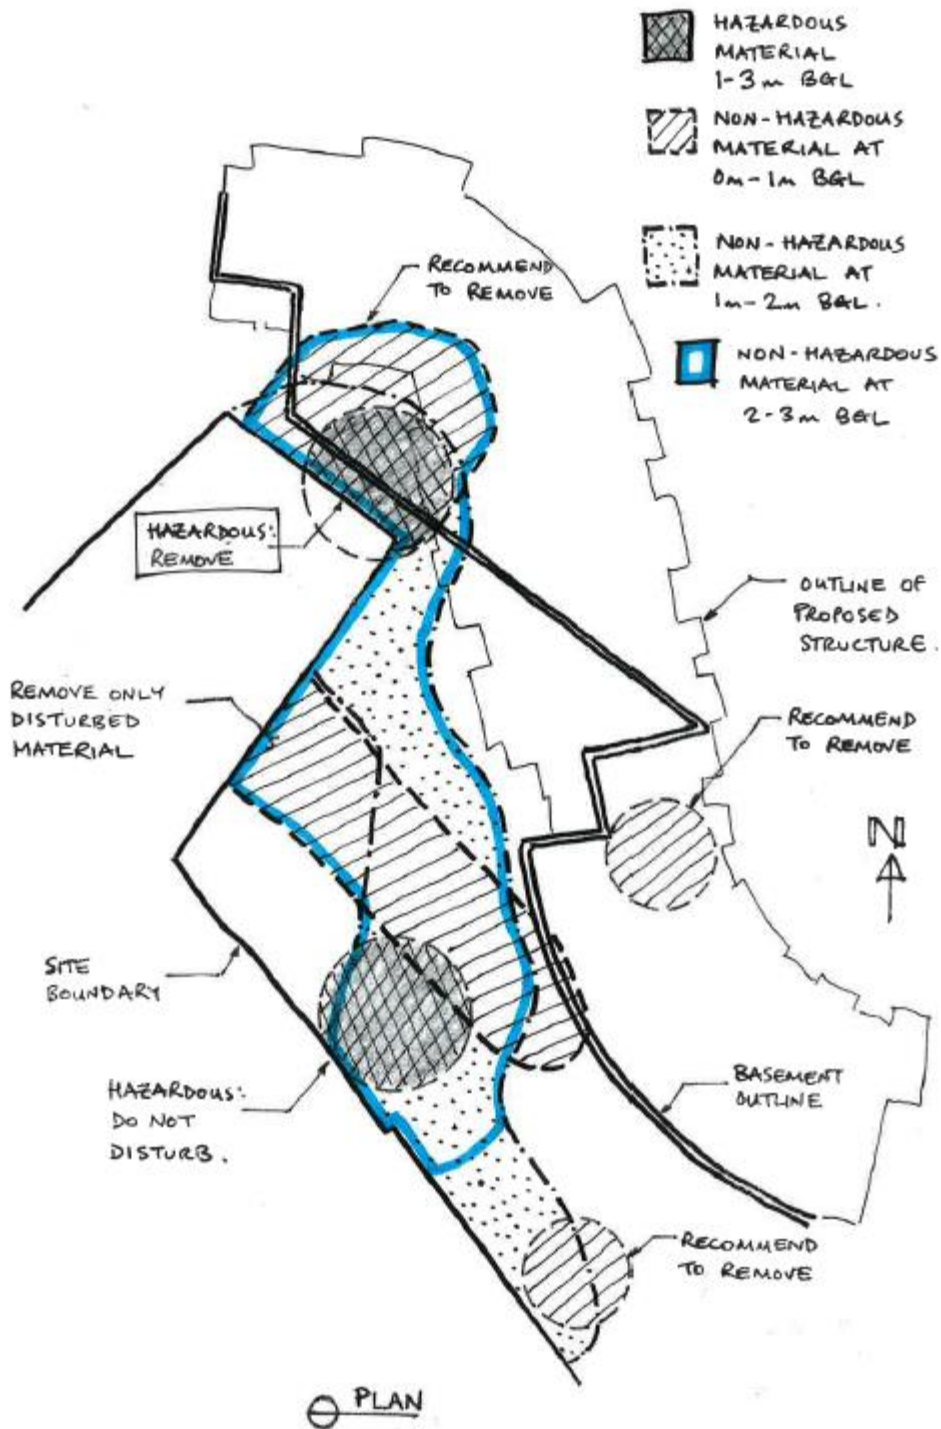 HAZARDOUS
MATERIAL
1-3m BGL
NON-HAZARDOUS
MATERIAL AT
0m-1m BGL
NON-HAZARDOUS
MATERIAL AT
1m-2m BGL.
NON-HAZARDOUS
MATERIAL AT
2-3m BGL
RECOMMEND
TO REMOVE
HAZARDOUS:
REMOVE
OUTLINE OF
PROPOSED
STRUCTURE.
REMOVE ONLY
DISTURBED
MATERIAL
RECOMMEND
TO REMOVE
N
SITE
BOUNDARY
HAZARDOUS:
DO NOT
DISTURB.
BASEMENT
OUTLINE
RECOMMEND
TO REMOVE
PLAN